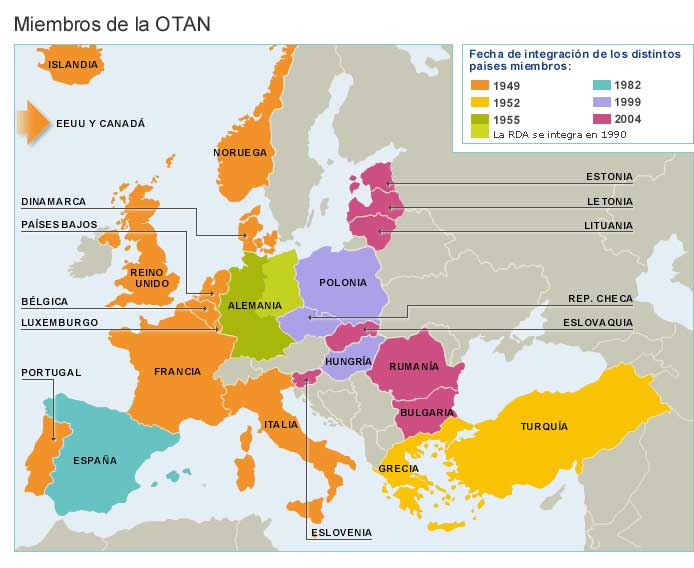 Miembros de la OTAN
Fecha de integración de los distintos
países miembros:
1949
1982
1952
1999
1955
2004
La RDA se integra en 1990
ISLANDIA
EEUU Y CANADÁ
NORUEGA
ESTONIA
DINAMARCA
LETONIA
PAÍSES BAJOS
LITUANIA
REINO
UNIDO
POLONIA
BÉLGICA
ALEMANIA
REP. CHECA
LUXEMBURGO
ESLOVAQUIA
HUNGRÍA
RUMANÍA
PORTUGAL
FRANCIA
BULGARIA
ITALIA
TURQUÍA
ESPAÑA
GRECIA
ESLOVENIA